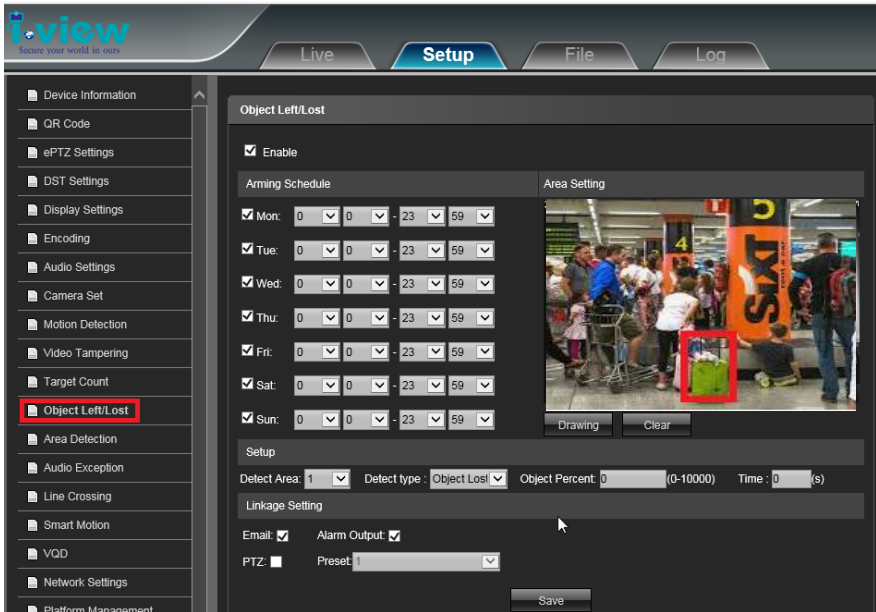 i-view
Secure your world in ours
Live Setup File Log
Device Information
QR Code
ePTZ Settings
DST Settings
Display Settings
Encoding
Audio Settings
Camera Set
Motion Detection
Video Tampering
Target Count
Object Left/Lost
Area Detection
Audio Exception
Line Crossing
Smart Motion
VQD
Network Settings
Platform Management
Object Left/Lost
Enable
Arming Schedule Area Setting
Mon: 0 0 - 23 59
Tue: 0 0 - 23 59
Wed: 0 0 - 23 59
Thu: 0 0 - 23 59
Fri: 0 0 - 23 59
Sat: 0 0 - 23 59
Sun: 0 0 - 23 59
5
4
SIXT
rent a car
Drawing Clear
Setup
Detect Area: 1 Detect type : Object Lost Object Percent: 0 (0-10000) Time : 0 (s)
Linkage Setting
Email: Alarm Output:
PTZ: Preset: 1
Save